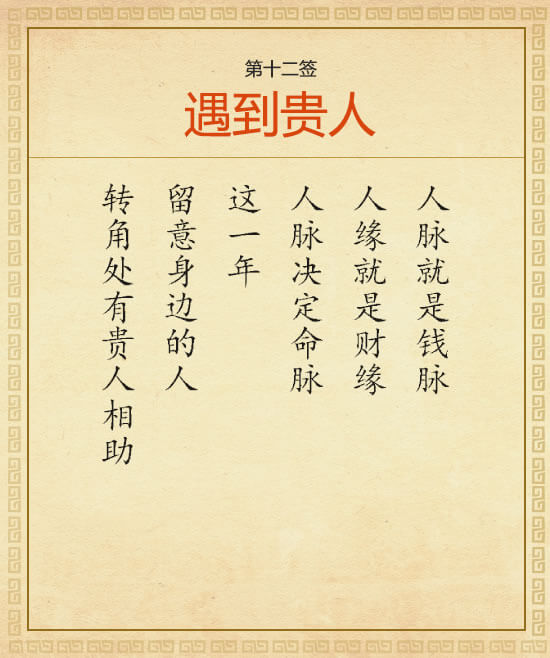 第十二签
遇到贵人
人脉就是钱脉
人缘就是财缘
人脉决定命脉
这一年
留意身边的人
转角处有贵人相助